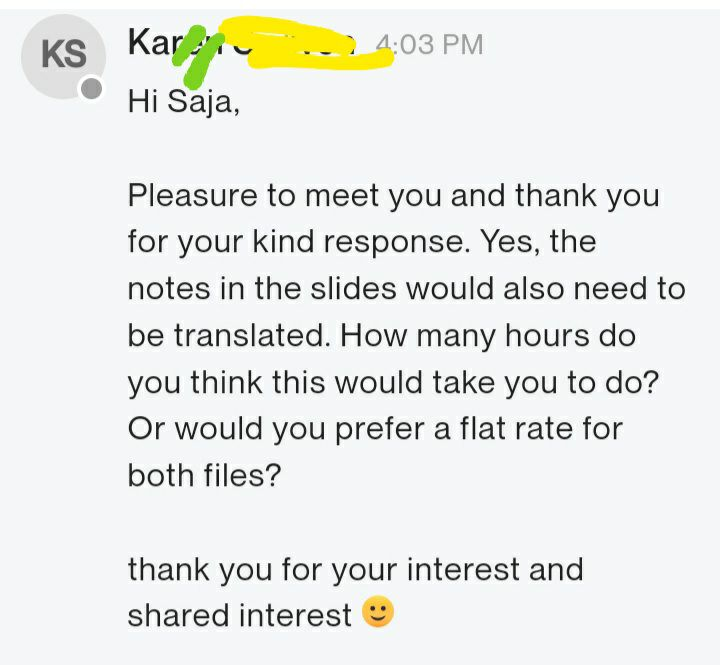 KS
4:03 PM
Hi Saja,
Pleasure to meet you and thank you
for your kind response. Yes, the
notes in the slides would also need to
be translated. How many hours do
you think this would take you to do?
Or would you prefer a flat rate for
both files?
thank you for your interest and
shared interest 🙂